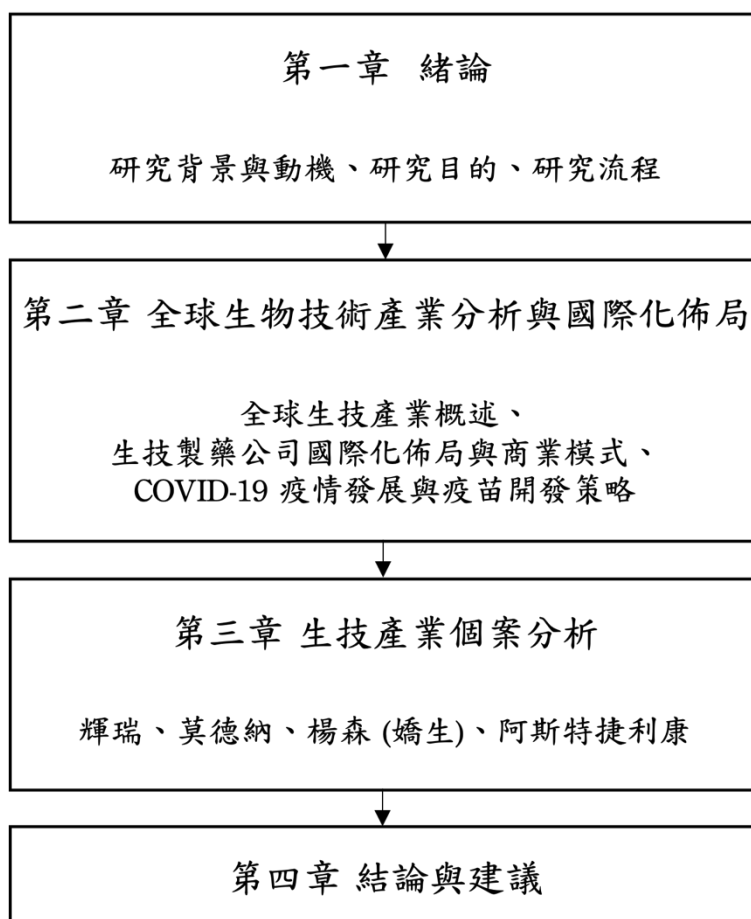 第一章 緒論
研究背景與動機、研究目的、研究流程
第二章 全球生物技術產業分析與國際化佈局
全球生技產業概述、
生技製藥公司國際化佈局與商業模式、
COVID-19 疫情發展與疫苗開發策略
第三章 生技產業個案分析
輝瑞、莫德納、楊森 (嬌生)、阿斯特捷利康
第四章 結論與建議